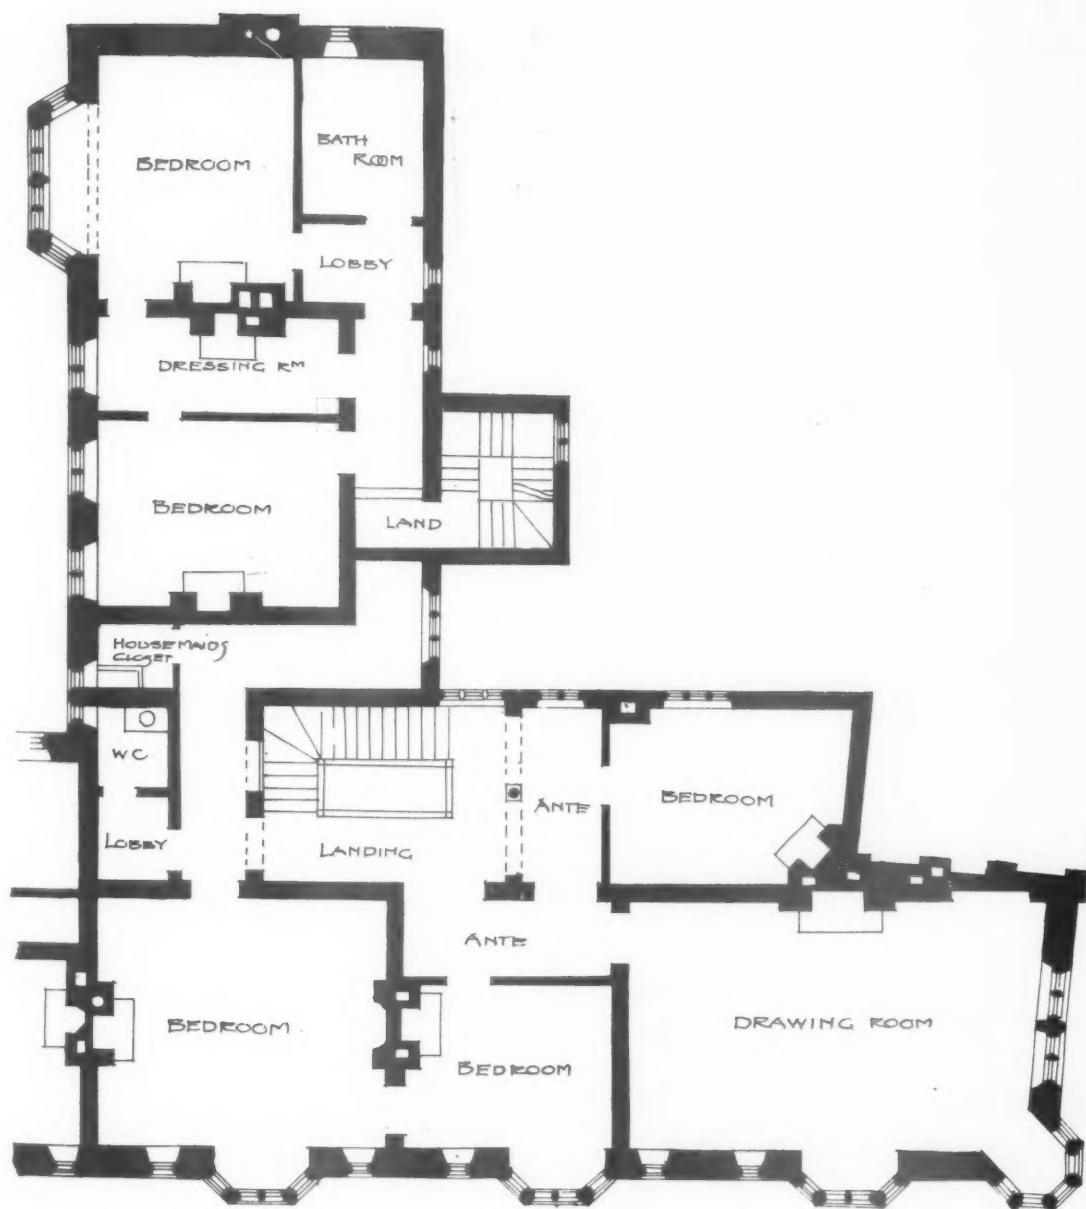 BATH
ROOM
BEDROOM
LOBBY
DRESSING RM
BEDROOM
LAND
HOUSEMAIDS
CLOSET
WC
ANTE
BEDROOM
LOBBY
LANDING
ANTE
BEDROOM
DRAWING ROOM
BEDROOM